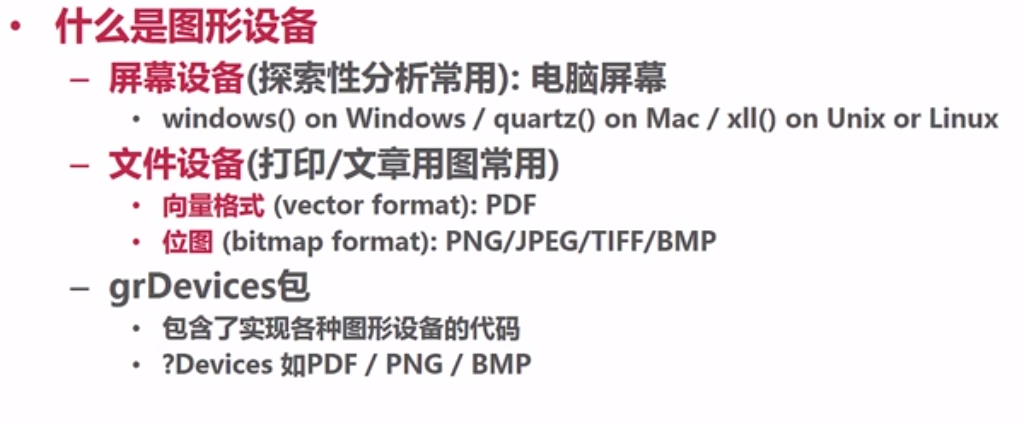 • 什么是图形设备
– 屏幕设备(探索性分析常用): 电脑屏幕
• windows() on Windows / quartz() on Mac / xll() on Unix or Linux
– 文件设备(打印/文章用图常用)
• 向量格式 (vector format): PDF
• 位图 (bitmap format): PNG/JPEG/TIFF/BMP
– grDevices包
• 包含了实现各种图形设备的代码
• ?Devices 如PDF / PNG / BMP